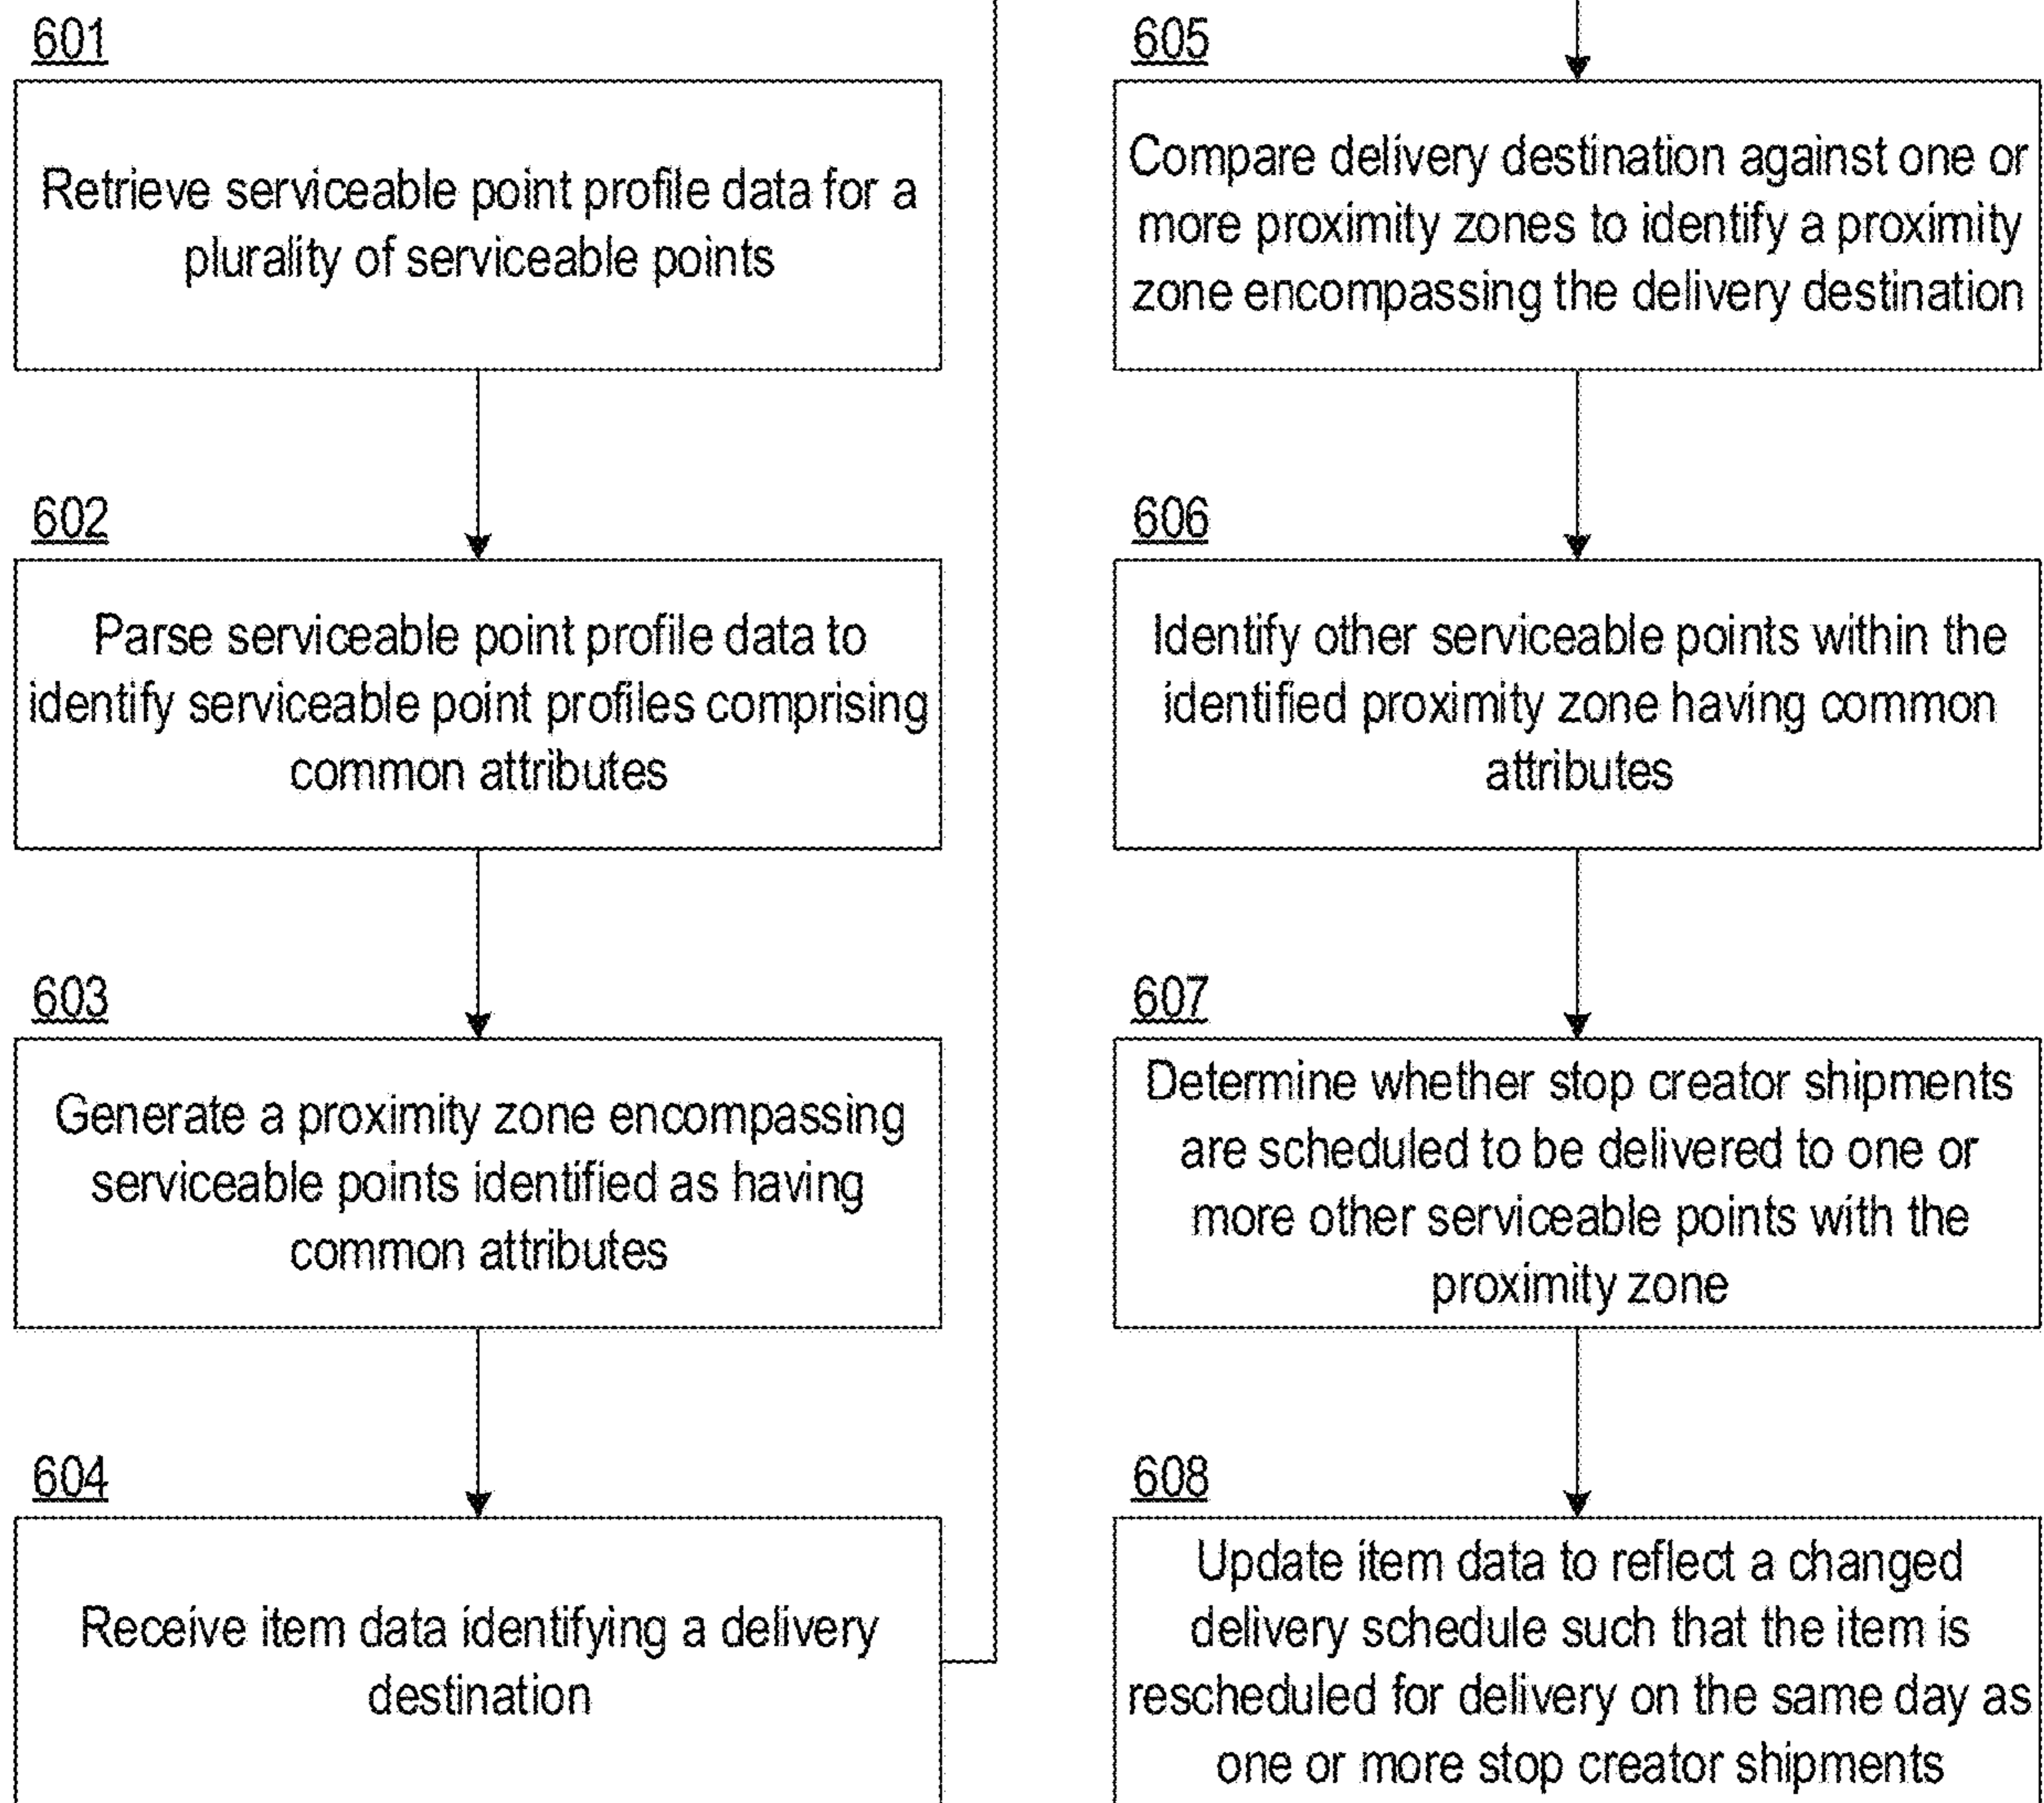 601
Retrieve serviceable point profile data for a
plurality of serviceable points
602
Parse serviceable point profile data to
identify serviceable point profiles comprising
common attributes
603
Generate a proximity zone encompassing
serviceable points identified as having
common attributes
604
Receive item data identifying a delivery
destination
605
Compare delivery destination against one or
more proximity zones to identify a proximity
zone encompassing the delivery destination
606
Identify other serviceable points within the
identified proximity zone having common
attributes
607
Determine whether stop creator shipments
are scheduled to be delivered to one or
more other serviceable points with the
proximity zone
608
Update item data to reflect a changed
delivery schedule such that the item is
rescheduled for delivery on the same day as
one or more stop creator shipments